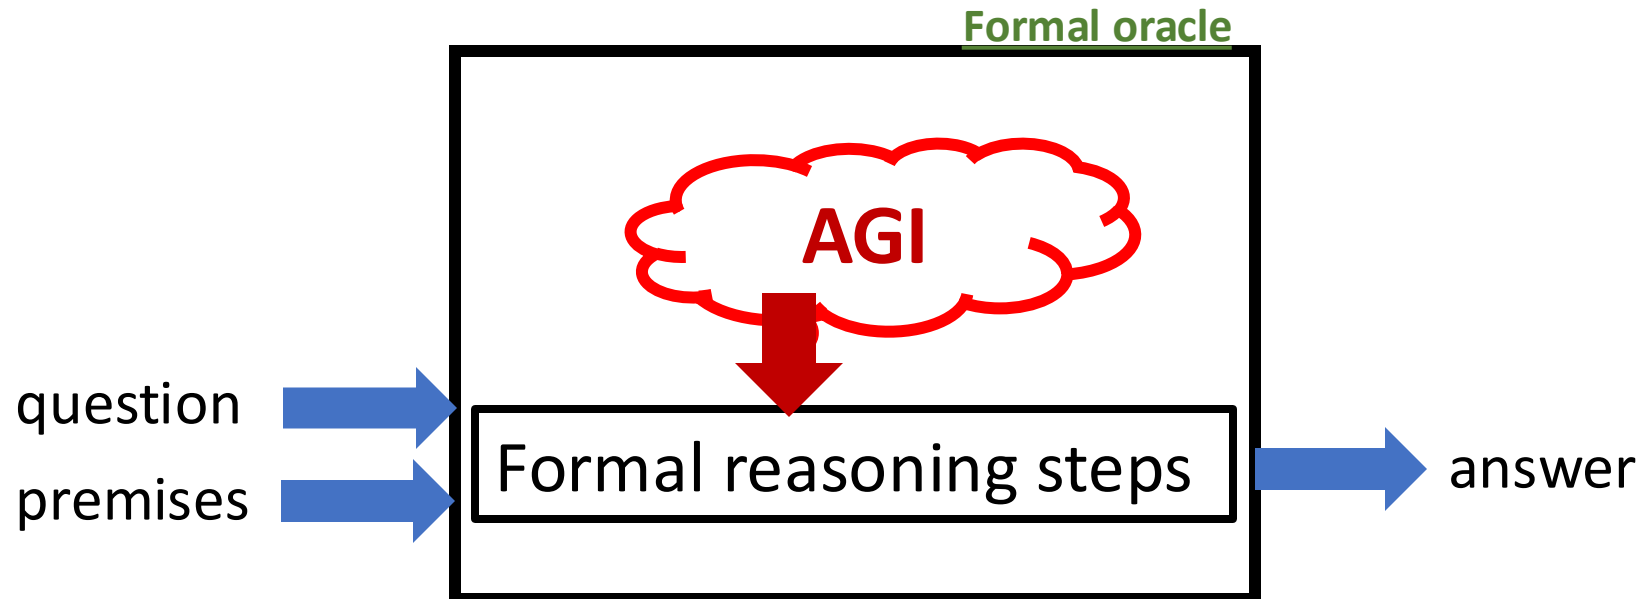 Formal oracle
AGI
question
premises
Formal reasoning steps
answer